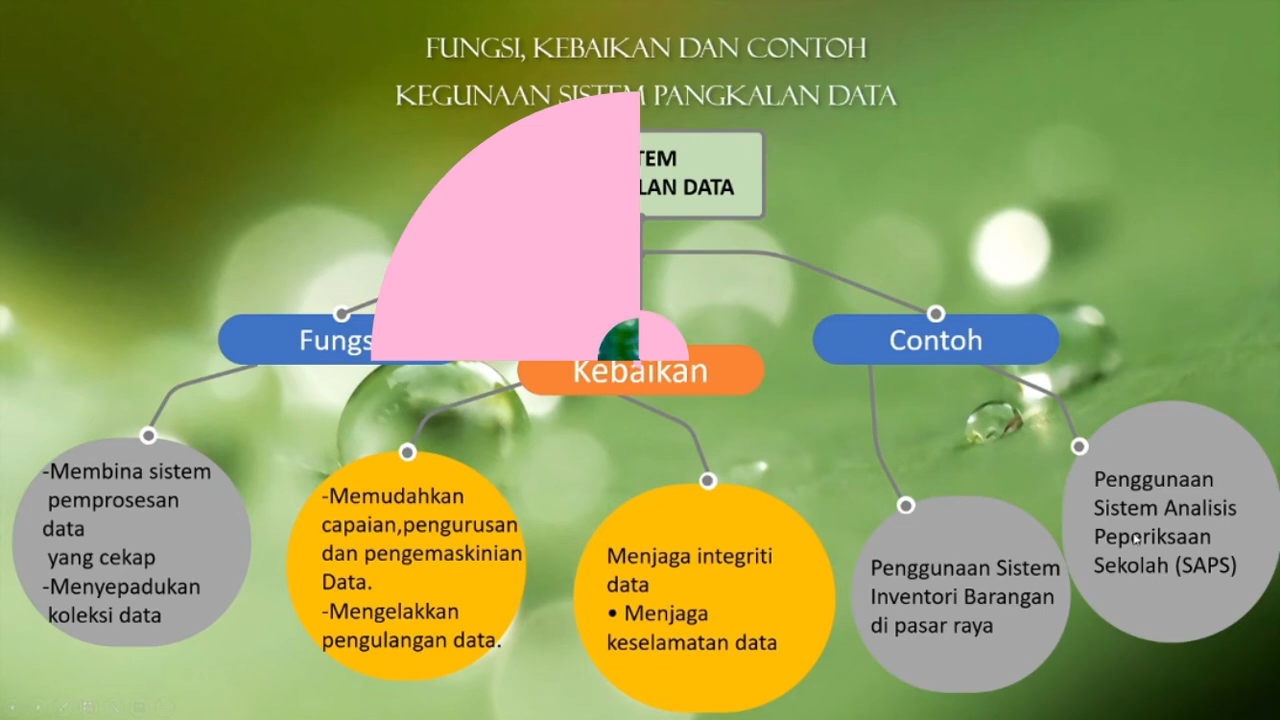 FUNGSI, KEBAIKAN DAN CONTOH
KEGUNAAN SISTEM PANGKALAN DATA
TEM
LAN DATA
Fungs
Kebaikan
Contoh
-Membina sistem
pemprosesan
data
yang cekap
-Menyepadukan
koleksi data
-Memudahkan
capaian,pengurusan
dan pengemaskinian
Data.
-Mengelakkan
pengulangan data.
Menjaga integriti
data
• Menjaga
keselamatan data
Penggunaan Sistem
Inventori Barangan
di pasar raya
Penggunaan
Sistem Analisis
Peperiksaan
Sekolah (SAPS)